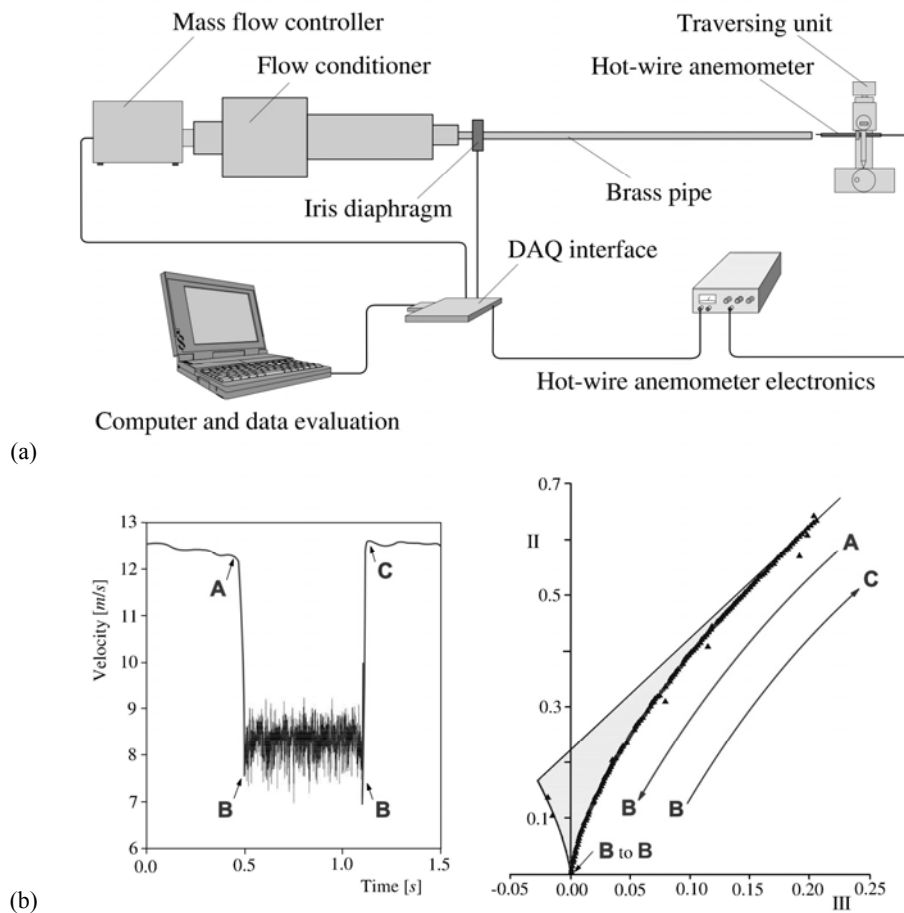 Mass flow controller
Flow conditioner
Traversing unit
Hot-wire anemometer
Iris diaphragm
Brass pipe
DAQ interface
Hot-wire anemometer electronics
Computer and data evaluation
(a)
13
12
11
10
9
8
7
6
Velocity [m/s]
A
C
B
B
0.0
0.5
1.0
1.5
Time [s]
0.7
II
0.5
0.3
0.1
A
C
B
B
B to B
-0.05
0.00
0.05
0.10
0.15
0.20
0.25
III
(b)